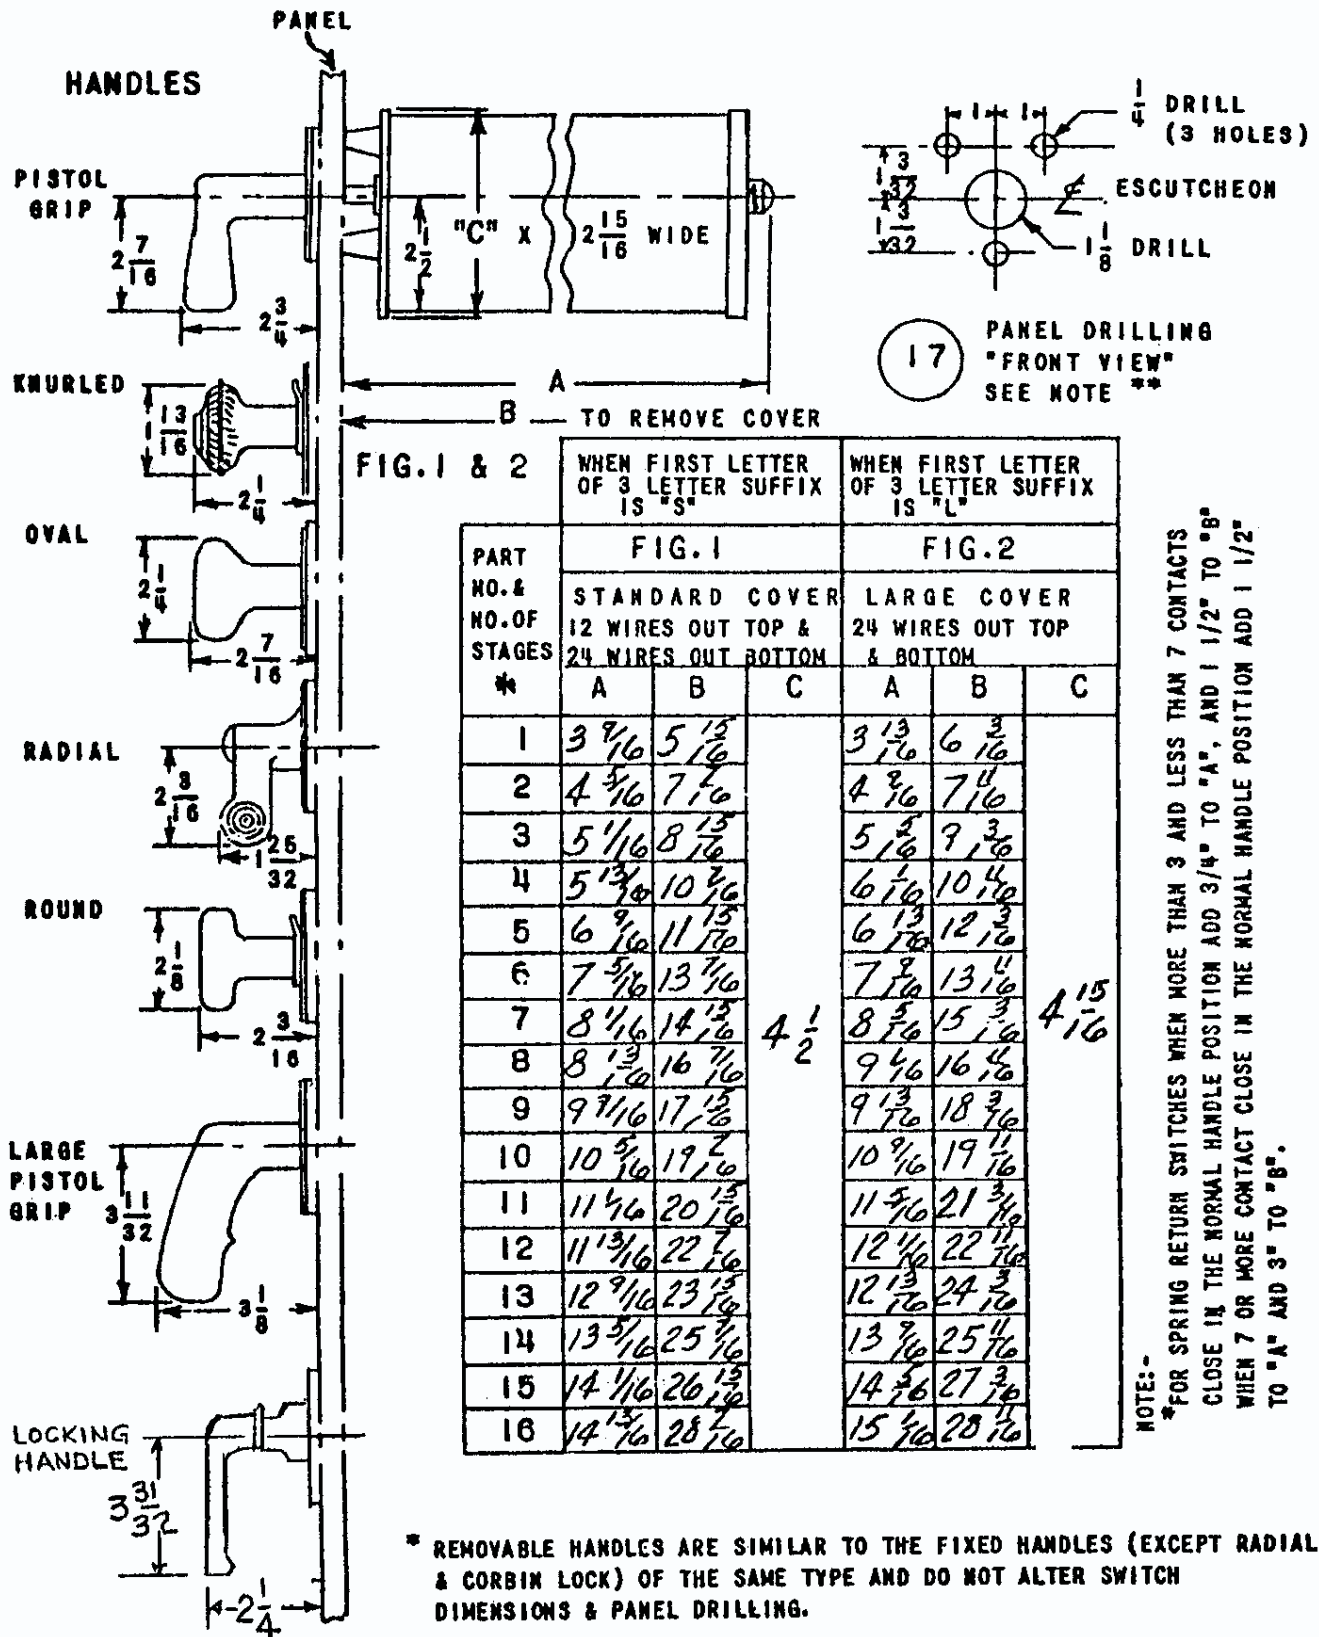 PANEL
HANDLES
PISTOL GRIP
2 7/16
2 3/4
"C" X 2 15/16 WIDE
2 1/2
1 1
1/4 DRILL
(3 HOLES)
1 3/32
1 3/32
℄ ESCUTCHEON
1 1/8 DRILL
17
PANEL DRILLING
"FRONT VIEW"
SEE NOTE **
A
B — TO REMOVE COVER
KNURLED
1 13/16
2 1/4
OVAL
2 1/4
2 7/16
RADIAL
2 3/16
1 25/32
ROUND
2 1/8
2 3/16
LARGE PISTOL GRIP
3 11/32
3 1/8
LOCKING HANDLE
3 31/32
2 1/4
FIG. 1 & 2
WHEN FIRST LETTER OF 3 LETTER SUFFIX IS "S"
WHEN FIRST LETTER OF 3 LETTER SUFFIX IS "L"
PART NO. & NO. OF STAGES *
FIG. 1 FIG. 2
STANDARD COVER LARGE COVER
12 WIRES OUT TOP & 24 WIRES OUT BOTTOM
24 WIRES OUT TOP & BOTTOM
A B C A B C
1 3 9/16 5 15/16 3 13/16 6 3/16
2 4 5/16 7 7/16 4 9/16 7 11/16
3 5 1/16 8 15/16 5 5/16 9 3/16
4 5 13/16 10 7/16 6 1/16 10 11/16
5 6 9/16 11 15/16 6 13/16 12 3/16
6 7 5/16 13 7/16 7 9/16 13 11/16
7 8 1/16 14 15/16 4 1/2 8 5/16 15 3/16 4 15/16
8 8 13/16 16 7/16 9 1/16 16 11/16
9 9 9/16 17 15/16 9 13/16 18 3/16
10 10 5/16 19 7/16 10 9/16 19 11/16
11 11 1/16 20 15/16 11 5/16 21 3/16
12 11 13/16 22 7/16 12 1/16 22 11/16
13 12 9/16 23 15/16 12 13/16 24 3/16
14 13 5/16 25 7/16 13 9/16 25 11/16
15 14 1/16 26 15/16 14 5/16 27 3/16
16 14 13/16 28 7/16 15 1/16 28 11/16
NOTE:-
*FOR SPRING RETURN SWITCHES WHEN MORE THAN 3 AND LESS THAN 7 CONTACTS
CLOSE IN THE NORMAL HANDLE POSITION ADD 3/4" TO "A", AND 1 1/2" TO "B"
WHEN 7 OR MORE CONTACT CLOSE IN THE NORMAL HANDLE POSITION ADD 1 1/2"
TO "A" AND 3" TO "B".
* REMOVABLE HANDLES ARE SIMILAR TO THE FIXED HANDLES (EXCEPT RADIAL
& CORBIN LOCK) OF THE SAME TYPE AND DO NOT ALTER SWITCH
DIMENSIONS & PANEL DRILLING.